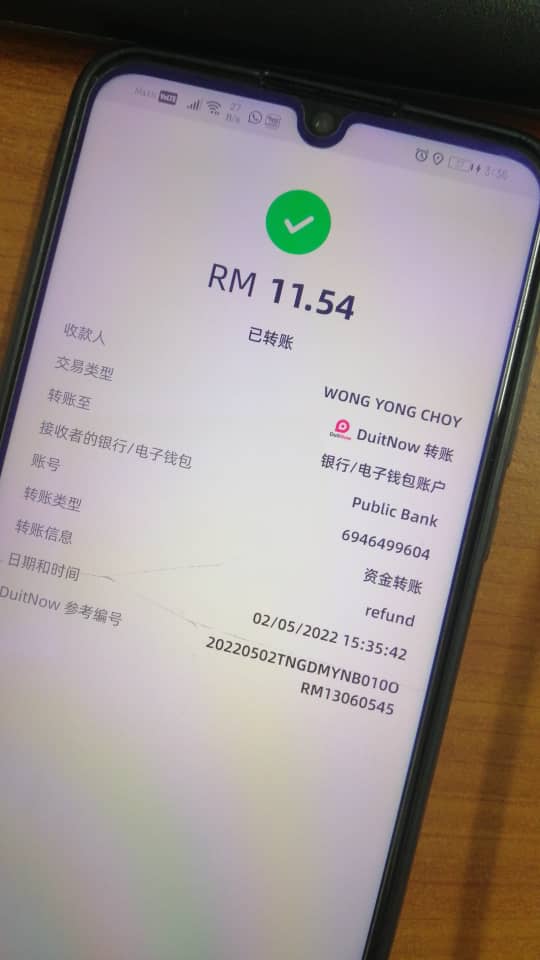 27
B/s
3:36
RM 11.54
已转账
收款人 WONG YONG CHOY
交易类型 DuitNow 转账
转账至 银行/电子钱包账户
接收者的银行/电子钱包 Public Bank
账号 6946499604
转账类型 资金转账
转账信息 refund
日期和时间 02/05/2022 15:35:42
DuitNow 参考编号 20220502TNGDMYNB010O
RM13060545